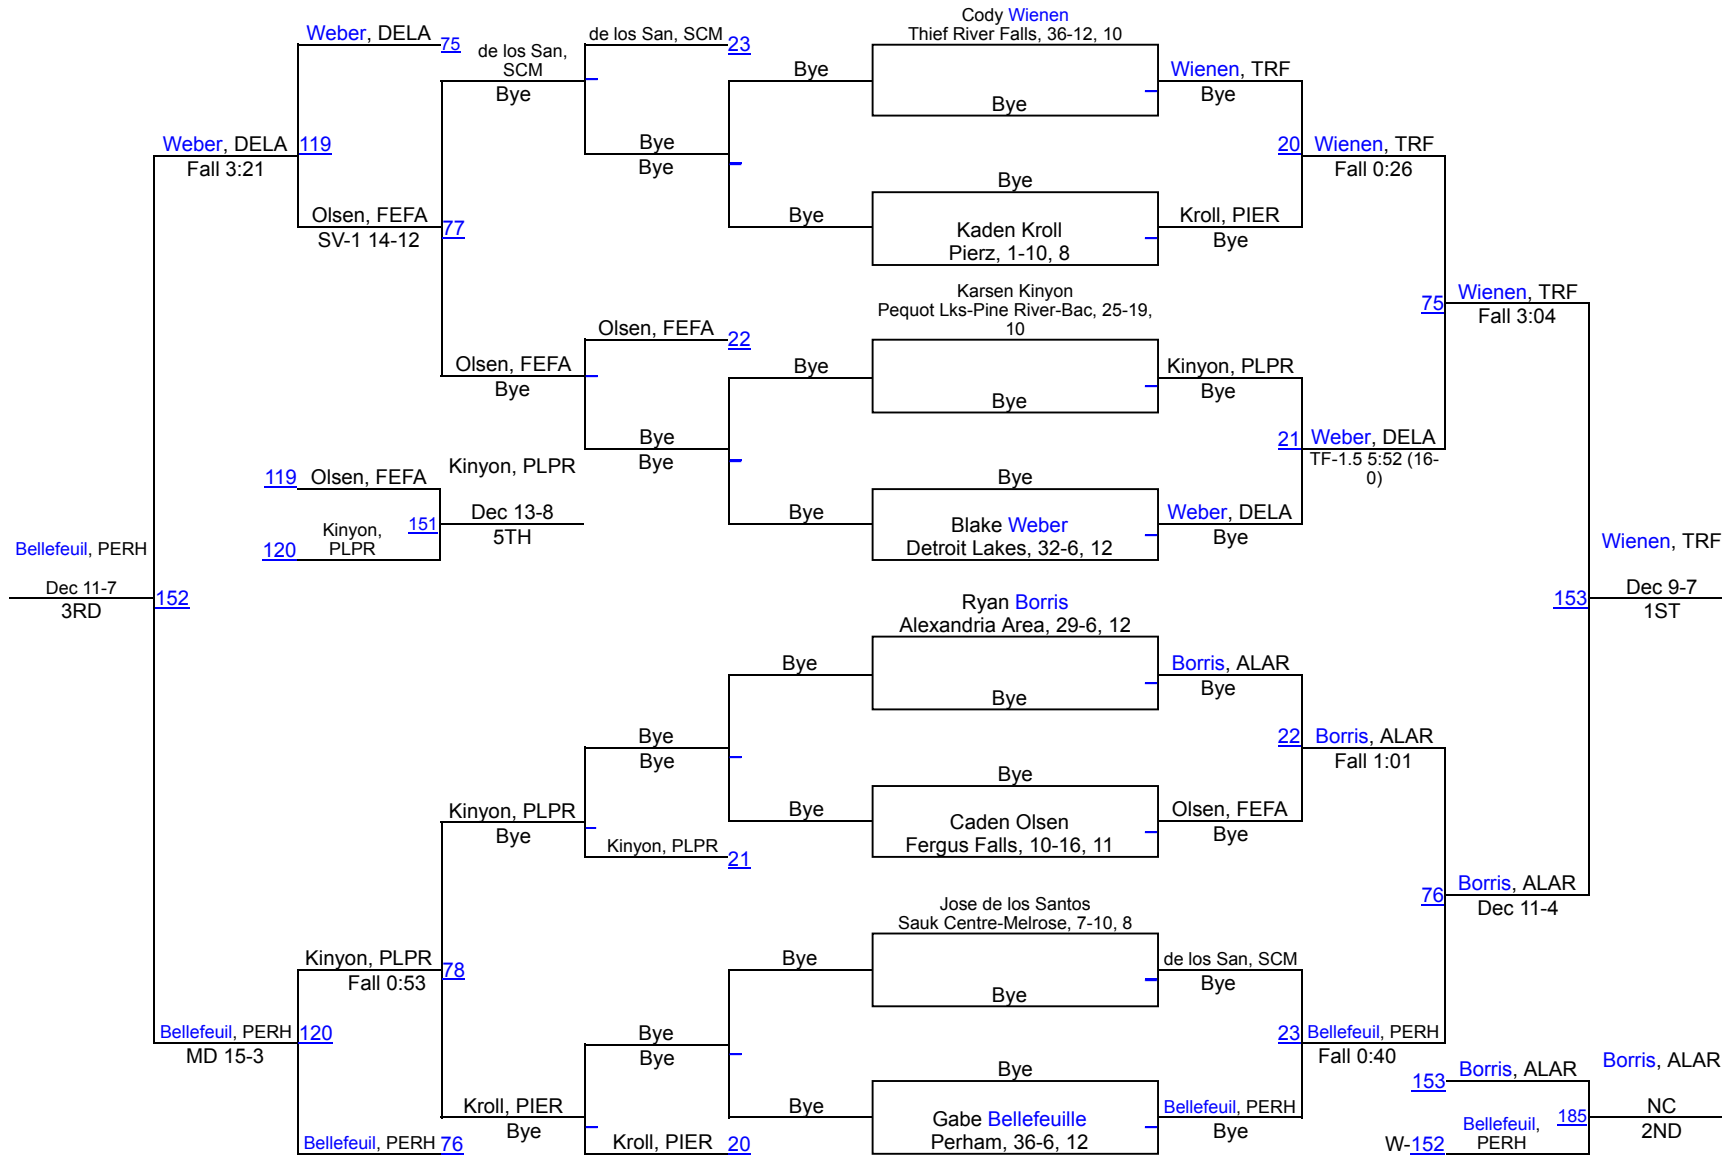 Weber, DELA
75
Weber, DELA
119
Fall 3:21
Olsen, FEFA
77
SV-1 14-12
de los San,
SCM
Bye
de los San, SCM
23
Bye
Bye
Olsen, FEFA
Bye
Olsen, FEFA
22
Bye
Bye
Bye
Bye
Bye
Bye
Cody Wienen
Thief River Falls, 36-12, 10
Bye
Bye
Kaden Kroll
Pierz, 1-10, 8
Karsen Kinyon
Pequot Lks-Pine River-Bac, 25-19,
10
Bye
Bye
Blake Weber
Detroit Lakes, 32-6, 12
Wienen, TRF
Bye
20
Wienen, TRF
Fall 0:26
Kroll, PIER
Bye
75
Wienen, TRF
Fall 3:04
Kinyon, PLPR
Bye
21
Weber, DELA
TF-1.5 5:52 (16-
0)
Weber, DELA
Bye
119
Olsen, FEFA
Kinyon, PLPR
151
Dec 13-8
5TH
120
Kinyon,
PLPR
Bellefeuil, PERH
Dec 11-7
3RD
152
153
Wienen, TRF
Dec 9-7
1ST
Ryan Borris
Alexandria Area, 29-6, 12
Bye
Bye
Borris, ALAR
Bye
Bye
Bye
22
Borris, ALAR
Fall 1:01
Bye
Bye
Caden Olsen
Fergus Falls, 10-16, 11
Olsen, FEFA
Bye
Kinyon, PLPR
Bye
Kinyon, PLPR
21
76
Borris, ALAR
Dec 11-4
Jose de los Santos
Sauk Centre-Melrose, 7-10, 8
Bye
Bye
de los San, SCM
Bye
Kinyon, PLPR
78
Fall 0:53
Bellefeuil, PERH
120
MD 15-3
Bye
Bye
23
Bellefeuil, PERH
Fall 0:40
Bye
Bye
Gabe Bellefeuille
Perham, 36-6, 12
Bellefeuil, PERH
Kroll, PIER
Bye
Bellefeuil, PERH
76
Kroll, PIER
20
153
Borris, ALAR
Borris, ALAR
185
NC
2ND
W-152
Bellefeuil,
PERH